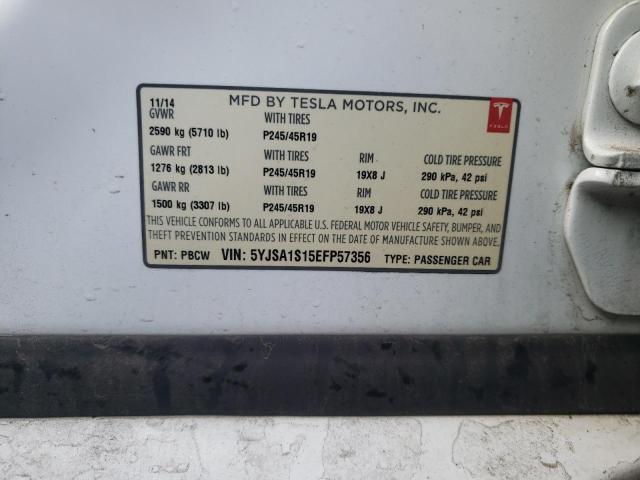 11/14 MFD BY TESLA MOTORS, INC.
GVWR WITH TIRES
2590 kg (5710 lb) P245/45R19
GAWR FRT WITH TIRES RIM COLD TIRE PRESSURE
1276 kg (2813 lb) P245/45R19 19X8 J 290 kPa, 42 psi
GAWR RR WITH TIRES RIM COLD TIRE PRESSURE
1500 kg (3307 lb) P245/45R19 19X8 J 290 kPa, 42 psi
THIS VEHICLE CONFORMS TO ALL APPLICABLE U.S. FEDERAL MOTOR VEHICLE SAFETY, BUMPER, AND
THEFT PREVENTION STANDARDS IN EFFECT ON THE DATE OF MANUFACTURE SHOWN ABOVE.
PNT: PBCW VIN: 5YJSA1S15EFP57356 TYPE: PASSENGER CAR
TESLA